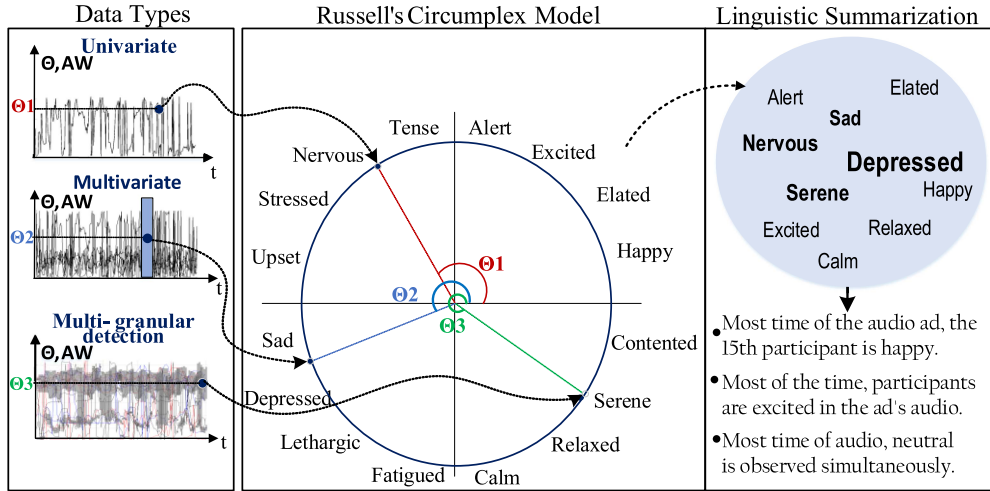 Data Types
Russell's Circumplex Model
Linguistic Summarization
Univariate
Θ,AW
Θ1
t
Multivariate
Θ,AW
Θ2
t
Multi- granular
detection
Θ,AW
Θ3
t
Tense
Alert
Nervous
Excited
Stressed
Elated
Upset
Happy
Θ1
Θ2
Θ3
Sad
Contented
Depressed
Serene
Lethargic
Relaxed
Fatigued
Calm
Alert
Elated
Sad
Nervous
Depressed
Serene
Happy
Excited
Relaxed
Calm
•Most time of the audio ad, the
15th participant is happy.
•Most of the time, participants
are excited in the ad's audio.
•Most time of audio, neutral
is observed simultaneously.